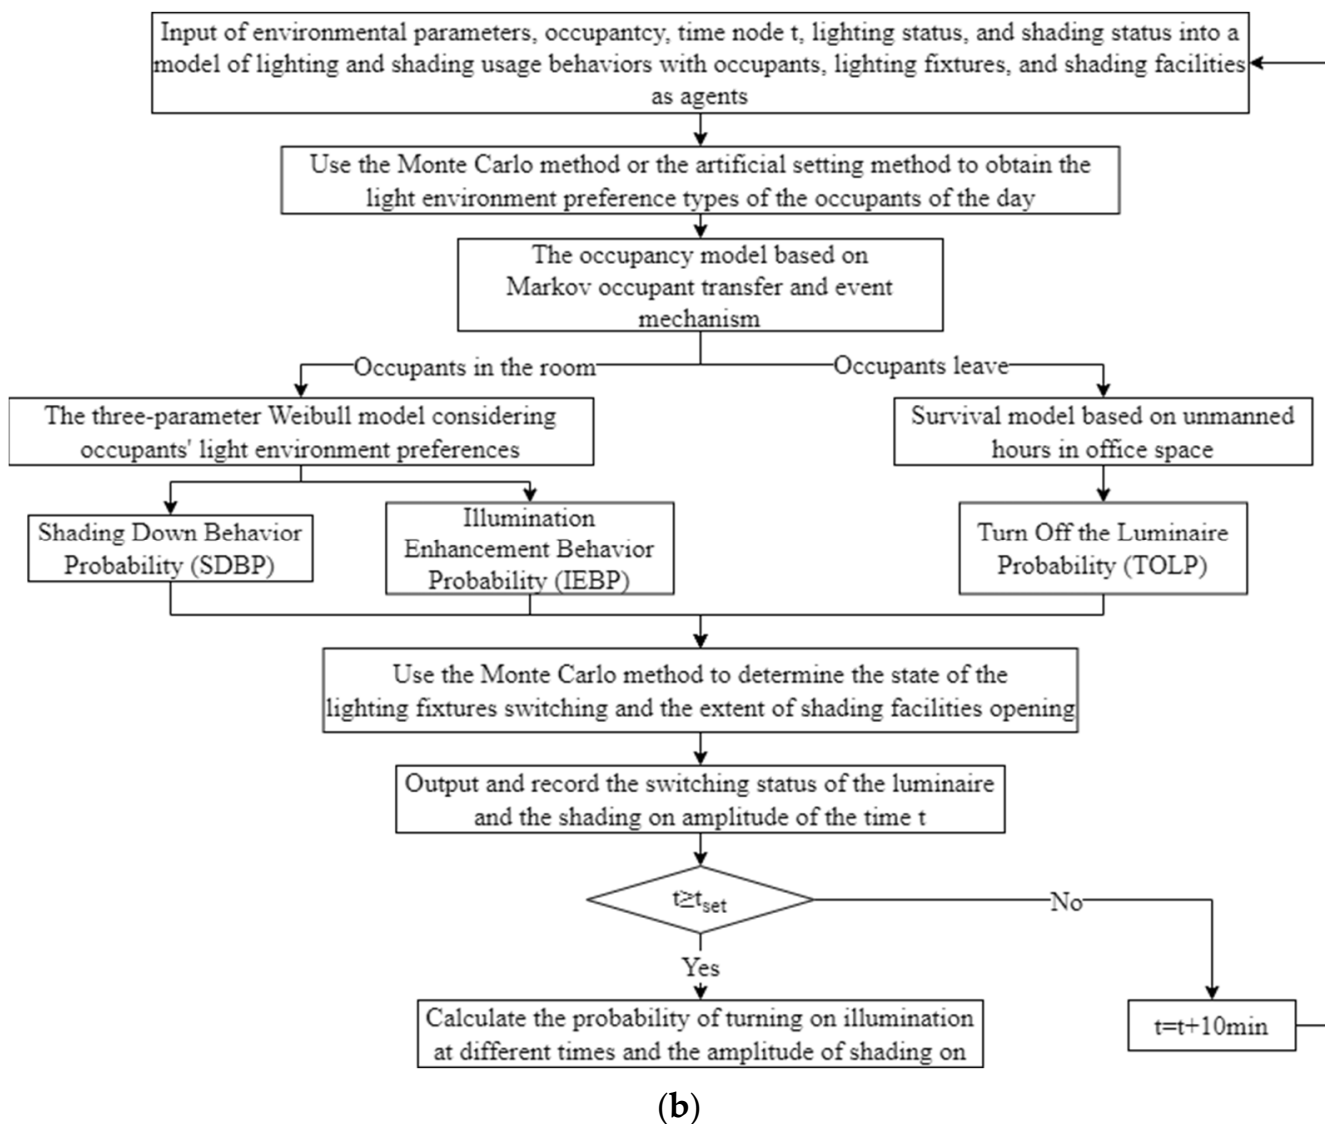 Input of environmental parameters, occupantcy, time node t, lighting status, and shading status into a
model of lighting and shading usage behaviors with occupants, lighting fixtures, and shading facilities
as agents
Use the Monte Carlo method or the artificial setting method to obtain the
light environment preference types of the occupants of the day
The occupancy model based on
Markov occupant transfer and event
mechanism
Occupants in the room
Occupants leave
The three-parameter Weibull model considering
occupants' light environment preferences
Survival model based on unmanned
hours in office space
Shading Down Behavior
Probability (SDBP)
Illumination
Enhancement Behavior
Probability (IEBP)
Turn Off the Luminaire
Probability (TOLP)
Use the Monte Carlo method to determine the state of the
lighting fixtures switching and the extent of shading facilities opening
Output and record the switching status of the luminaire
and the shading on amplitude of the time t
t≥tset
No
Yes
Calculate the probability of turning on illumination
at different times and the amplitude of shading on
t=t+10min
(b)